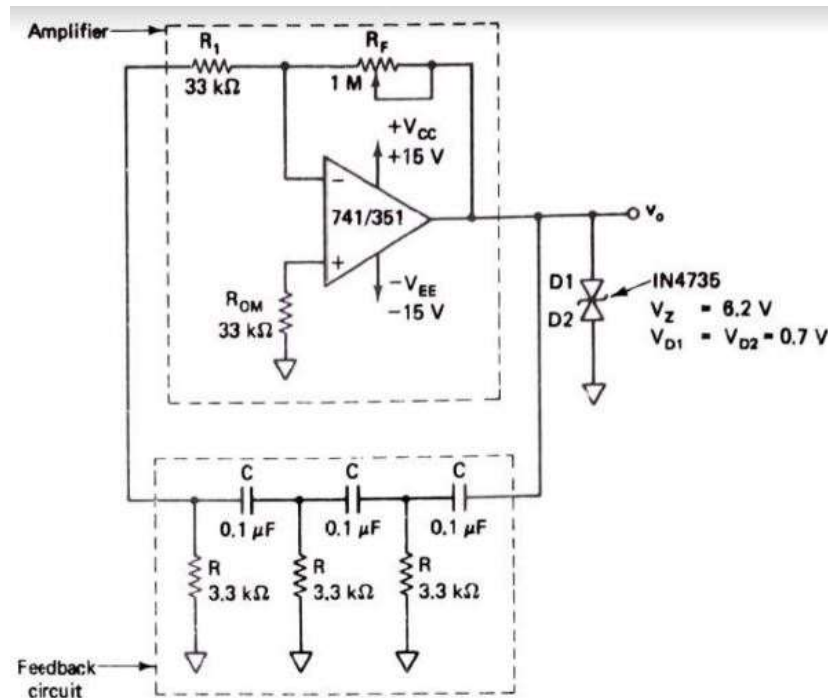 Amplifier
R1
33 kΩ
RF
1 M
+VCC
+15 V
−
741/351
+
−VEE
−15 V
ROM
33 kΩ
vo
D1
D2
IN4735
VZ = 6.2 V
VD1 = VD2 = 0.7 V
C
C
C
0.1 μF
0.1 μF
0.1 μF
R
3.3 kΩ
R
3.3 kΩ
R
3.3 kΩ
Feedback
circuit